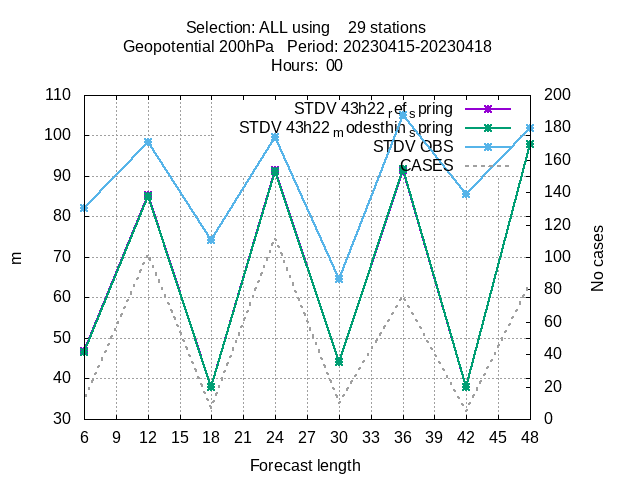 Selection: ALL using    29 stations
Geopotential 200hPa   Period: 20230415-20230418
Hours:  00
STDV 43h22_ref_spring
STDV 43h22_modesthin_spring
STDV OBS
CASES
110
100
90
80
70
60
50
40
30
m
200
180
160
140
120
100
80
60
40
20
0
No cases
6 9 12 15 18 21 24 27 30 33 36 39 42 45 48
Forecast length